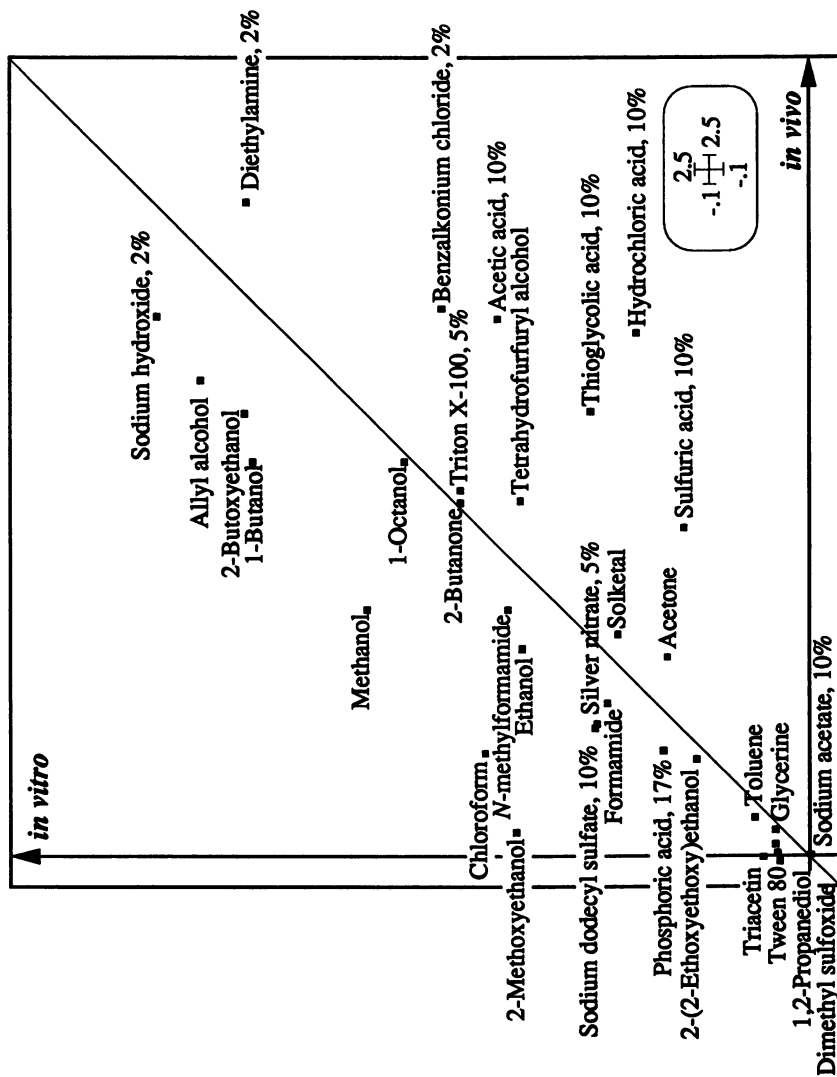 in vitro
Sodium hydroxide, 2%
Diethylamine, 2%
Allyl alcohol
2-Butoxyethanol
1-Butanol
Methanol
1-Octanol
Benzalkonium chloride, 2%
2-Butanone
Triton X-100, 5%
Acetic acid, 10%
Tetrahydrofurfuryl alcohol
Chloroform
N-methylformamide
Ethanol
2-Methoxyethanol
Thioglycolic acid, 10%
Sodium dodecyl sulfate, 10%
Silver nitrate, 5%
Formamide
Solketal
Hydrochloric acid, 10%
Phosphoric acid, 17%
Acetone
Sulfuric acid, 10%
2-(2-Ethoxyethoxy)ethanol
2.5
-.1 2.5
-.1
Toluene
Triacetin
Glycerine
Tween 80
in vivo
1,2-Propanediol
Sodium acetate, 10%
Dimethyl sulfoxide